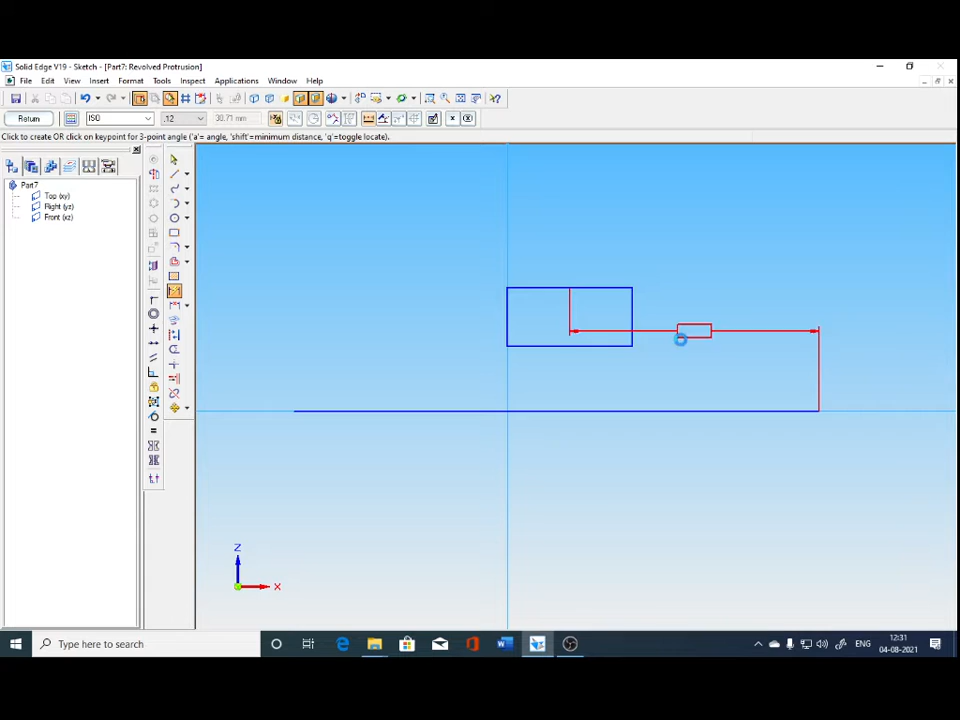 Solid Edge V19 - Sketch - [Part7: Revolved Protrusion]
File Edit View Insert Format Tools Inspect Applications Window Help
Return ISO .12 30.71 mm
Click to create OR click on keypoint for 3-point angle ('a'= angle, 'shift'=minimum distance, 'q'=toggle locate).
Part7
Top (xy)
Right (yz)
Front (xz)
Z
X
Type here to search
ENG
12:31
04-08-2021